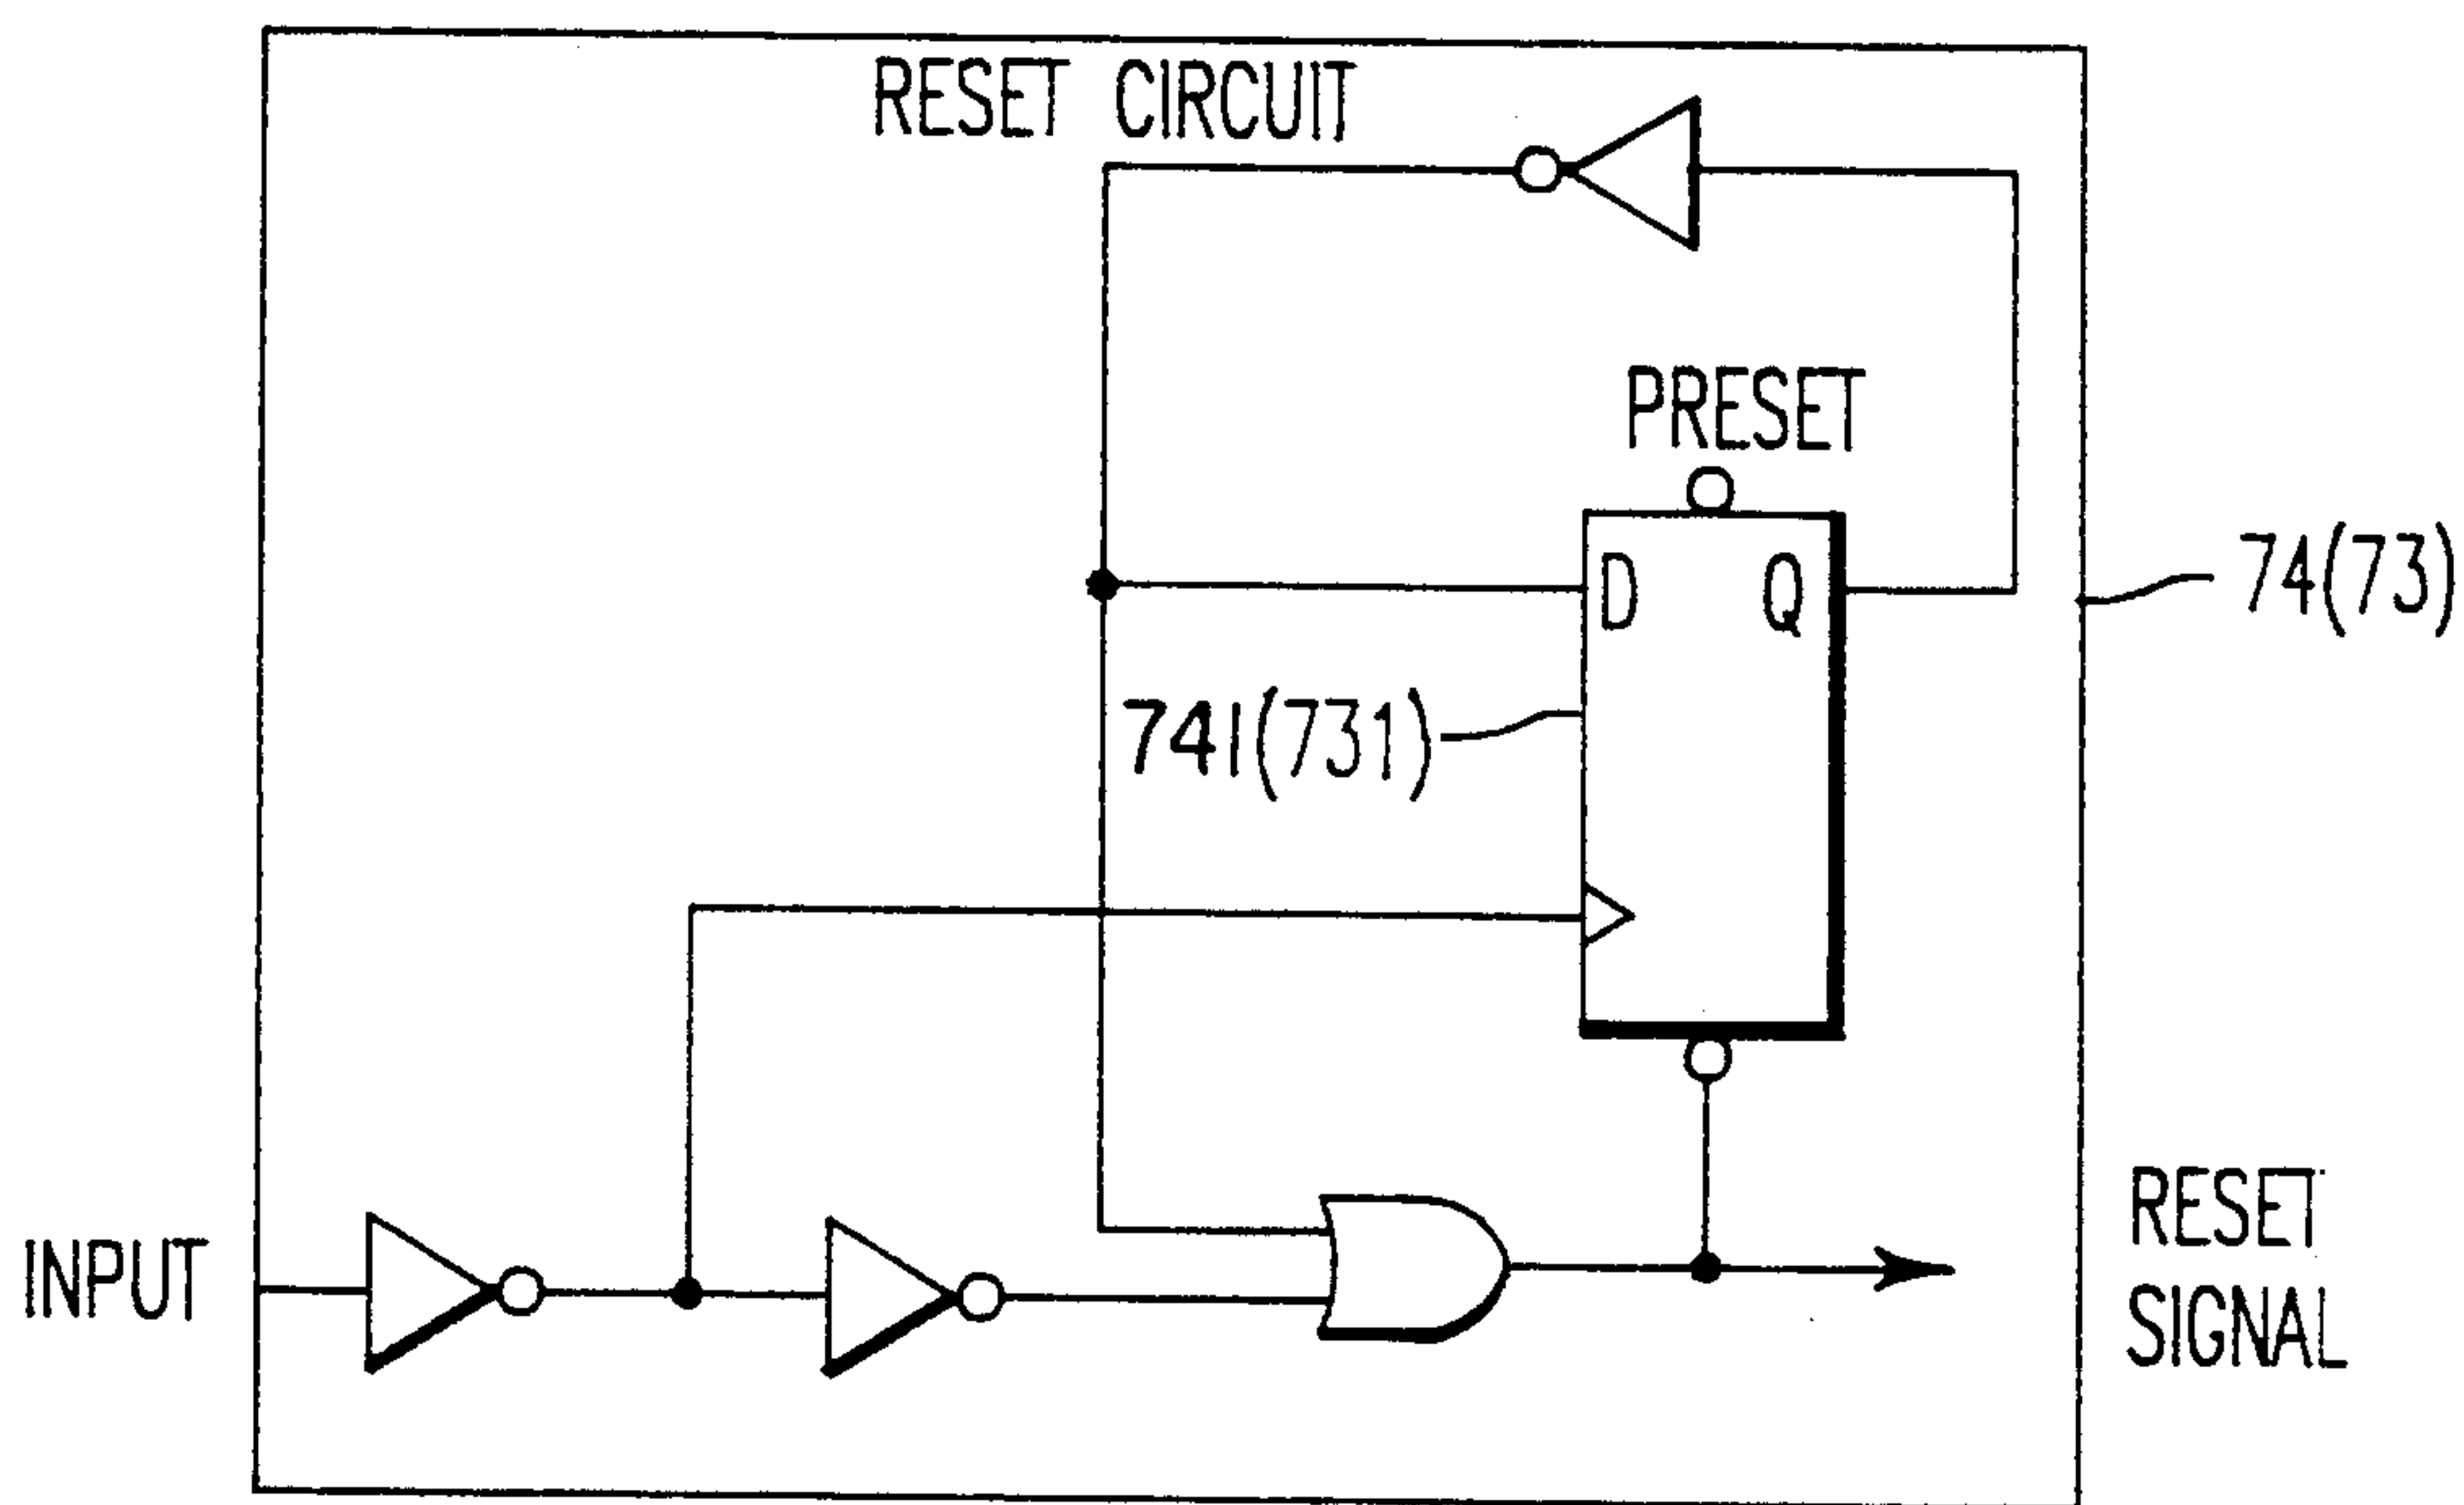 RESET CIRCUIT
PRESET
D Q
74(73)
741(731)
INPUT
RESET
SIGNAL